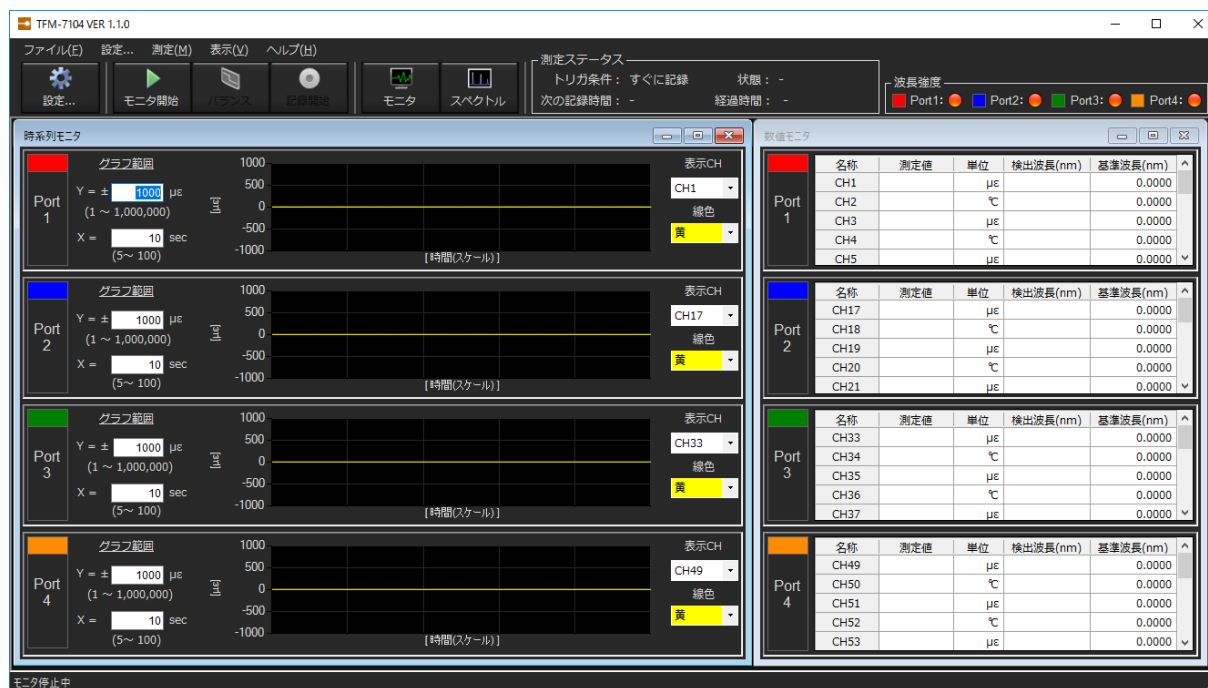 TFM-7104 VER 1.1.0
ファイル(F) 設定... 測定(M) 表示(V) ヘルプ(H)
設定... モニタ開始 バランス 記録開始 モニタ スペクトル
測定ステータス
トリガ条件： すぐに記録 状態： -
次の記録時間： - 経過時間： -
波長強度
Port1: Port2: Port3: Port4:
時系列モニタ
グラフ範囲 1000 表示CH
Port 1
Y = ± 1000 με 500 CH1
(1 ～ 1,000,000) [με] 0 線色
X = 10 sec -500 黄
(5～ 100) -1000 [時間(スケール)]
グラフ範囲 1000 表示CH
Port 2
Y = ± 1000 με 500 CH17
(1 ～ 1,000,000) [με] 0 線色
X = 10 sec -500 黄
(5～ 100) -1000 [時間(スケール)]
グラフ範囲 1000 表示CH
Port 3
Y = ± 1000 με 500 CH33
(1 ～ 1,000,000) [με] 0 線色
X = 10 sec -500 黄
(5～ 100) -1000 [時間(スケール)]
グラフ範囲 1000 表示CH
Port 4
Y = ± 1000 με 500 CH49
(1 ～ 1,000,000) [με] 0 線色
X = 10 sec -500 黄
(5～ 100) -1000 [時間(スケール)]
数値モニタ
Port 1
名称 測定値 単位 検出波長(nm) 基準波長(nm)
CH1 με 0.0000
CH2 ℃ 0.0000
CH3 με 0.0000
CH4 ℃ 0.0000
CH5 με 0.0000
Port 2
名称 測定値 単位 検出波長(nm) 基準波長(nm)
CH17 με 0.0000
CH18 ℃ 0.0000
CH19 με 0.0000
CH20 ℃ 0.0000
CH21 με 0.0000
Port 3
名称 測定値 単位 検出波長(nm) 基準波長(nm)
CH33 με 0.0000
CH34 ℃ 0.0000
CH35 με 0.0000
CH36 ℃ 0.0000
CH37 με 0.0000
Port 4
名称 測定値 単位 検出波長(nm) 基準波長(nm)
CH49 με 0.0000
CH50 ℃ 0.0000
CH51 με 0.0000
CH52 ℃ 0.0000
CH53 με 0.0000
モニタ停止中